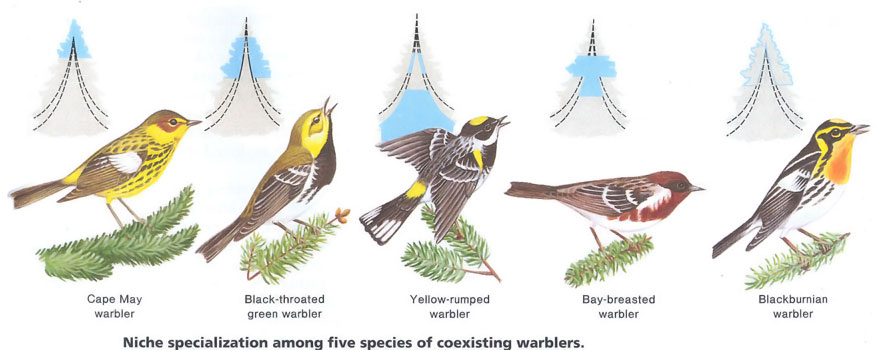 Cape May
warbler
Black-throated
green warbler
Yellow-rumped
warbler
Bay-breasted
warbler
Blackburnian
warbler
Niche specialization among five species of coexisting warblers.